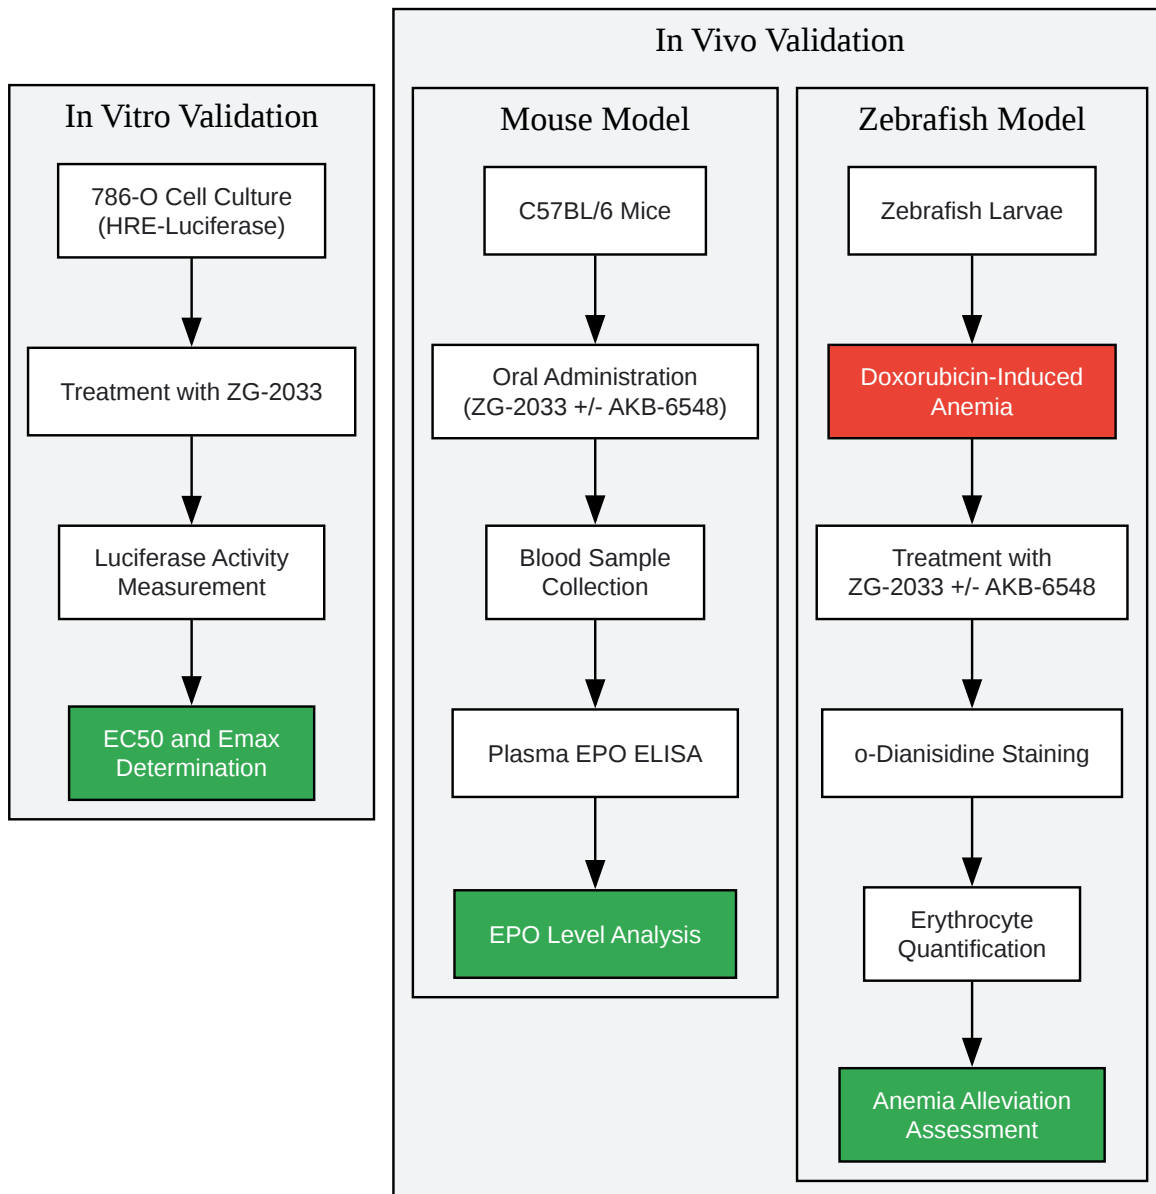 In Vivo Validation
In Vitro Validation
786-O Cell Culture
(HRE-Luciferase)
Treatment with ZG-2033
Luciferase Activity
Measurement
EC50 and Emax
Determination
Mouse Model
C57BL/6 Mice
Oral Administration
(ZG-2033 +/- AKB-6548)
Blood Sample
Collection
Plasma EPO ELISA
EPO Level Analysis
Zebrafish Model
Zebrafish Larvae
Doxorubicin-Induced
Anemia
Treatment with
ZG-2033 +/- AKB-6548
o-Dianisidine Staining
Erythrocyte
Quantification
Anemia Alleviation
Assessment